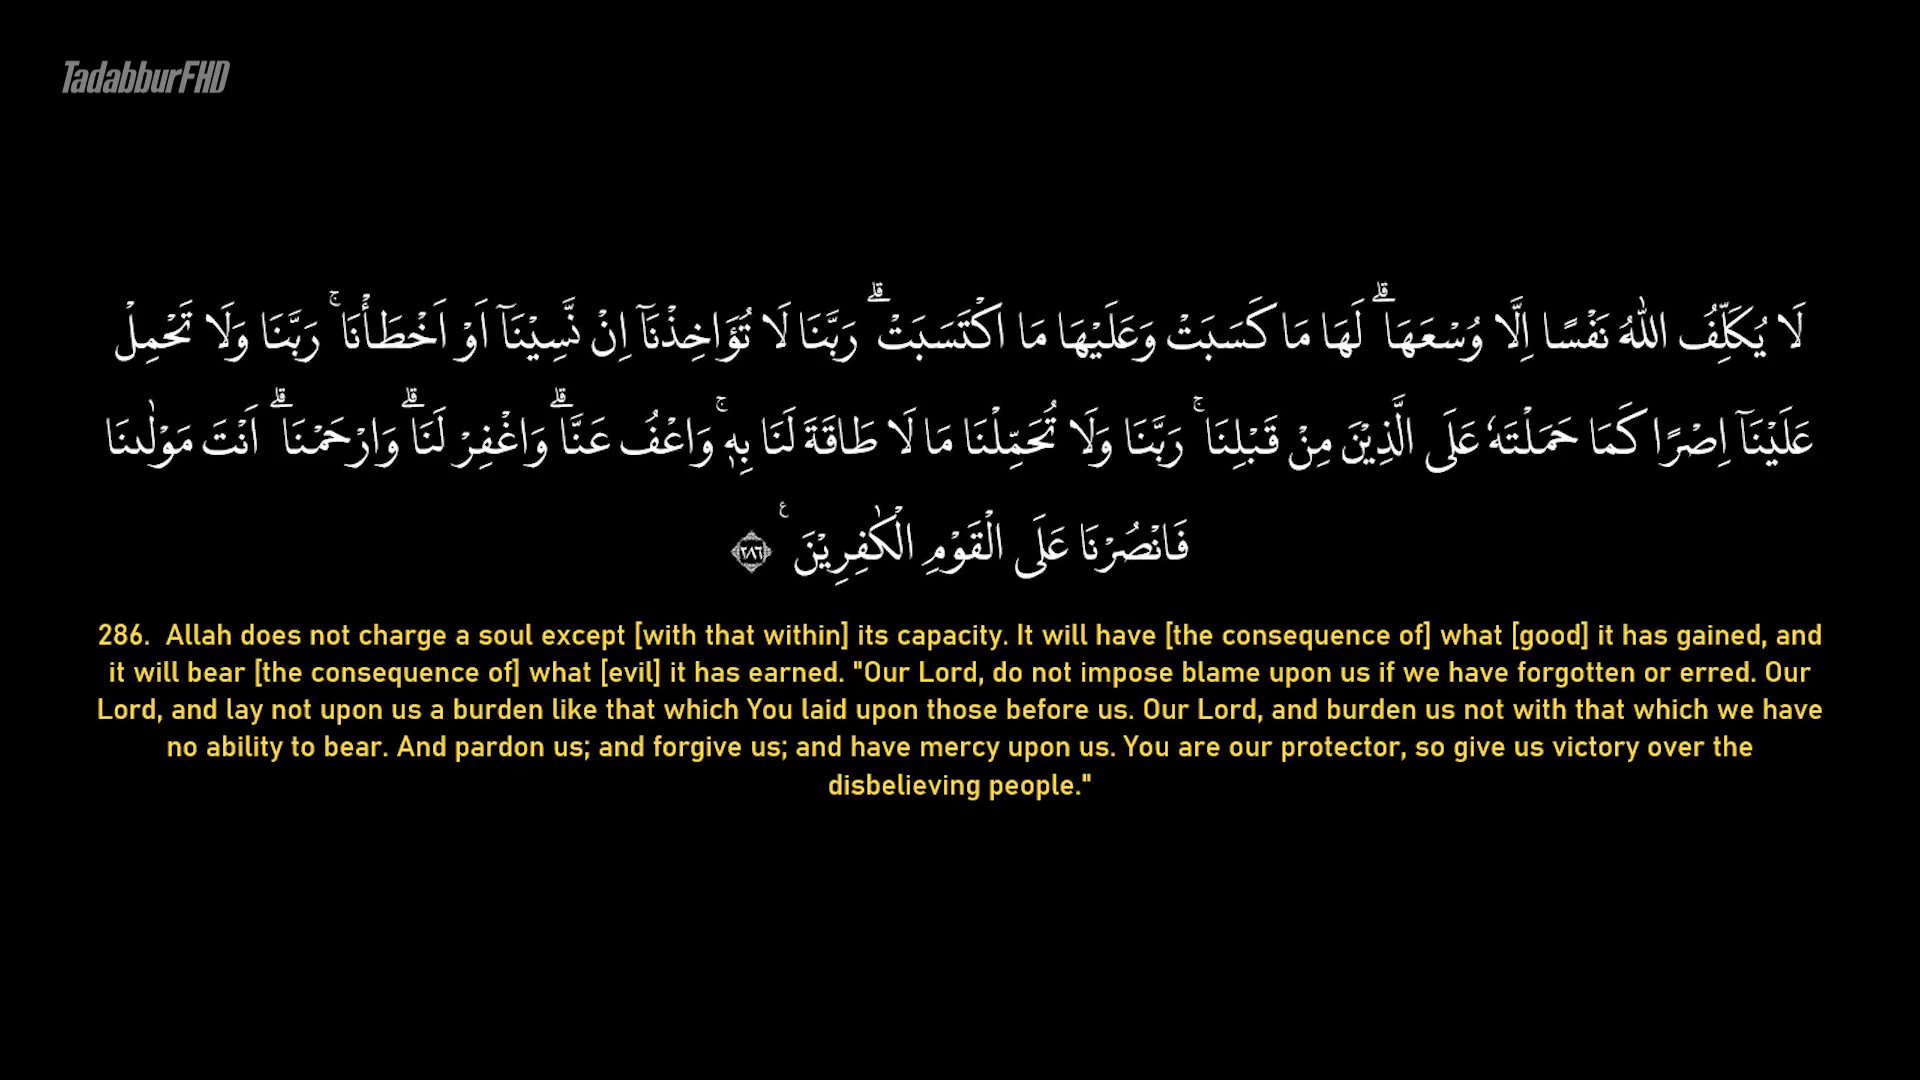 TadabburFHD
لَا يُكَلِّفُ اللّٰهُ نَفْسًا اِلَّا وُسْعَهَا ۗ لَهَا مَا كَسَبَتْ وَعَلَيْهَا مَا اكْتَسَبَتْ ۗ رَبَّنَا لَا تُؤَاخِذْنَآ اِنْ نَّسِيْنَآ اَوْ اَخْطَأْنَا ۚ رَبَّنَا وَلَا تَحْمِلْ
عَلَيْنَآ اِصْرًا كَمَا حَمَلْتَهٗ عَلَى الَّذِيْنَ مِنْ قَبْلِنَا ۚ رَبَّنَا وَلَا تُحَمِّلْنَا مَا لَا طَاقَةَ لَنَا بِهٖ ۚ وَاعْفُ عَنَّا ۗ وَاغْفِرْ لَنَا ۗ وَارْحَمْنَا ۗ اَنْتَ مَوْلٰىنَا
فَانْصُرْنَا عَلَى الْقَوْمِ الْكٰفِرِيْنَ ࣖ ٢٨٦
286. Allah does not charge a soul except [with that within] its capacity. It will have [the consequence of] what [good] it has gained, and
it will bear [the consequence of] what [evil] it has earned. "Our Lord, do not impose blame upon us if we have forgotten or erred. Our
Lord, and lay not upon us a burden like that which You laid upon those before us. Our Lord, and burden us not with that which we have
no ability to bear. And pardon us; and forgive us; and have mercy upon us. You are our protector, so give us victory over the
disbelieving people."